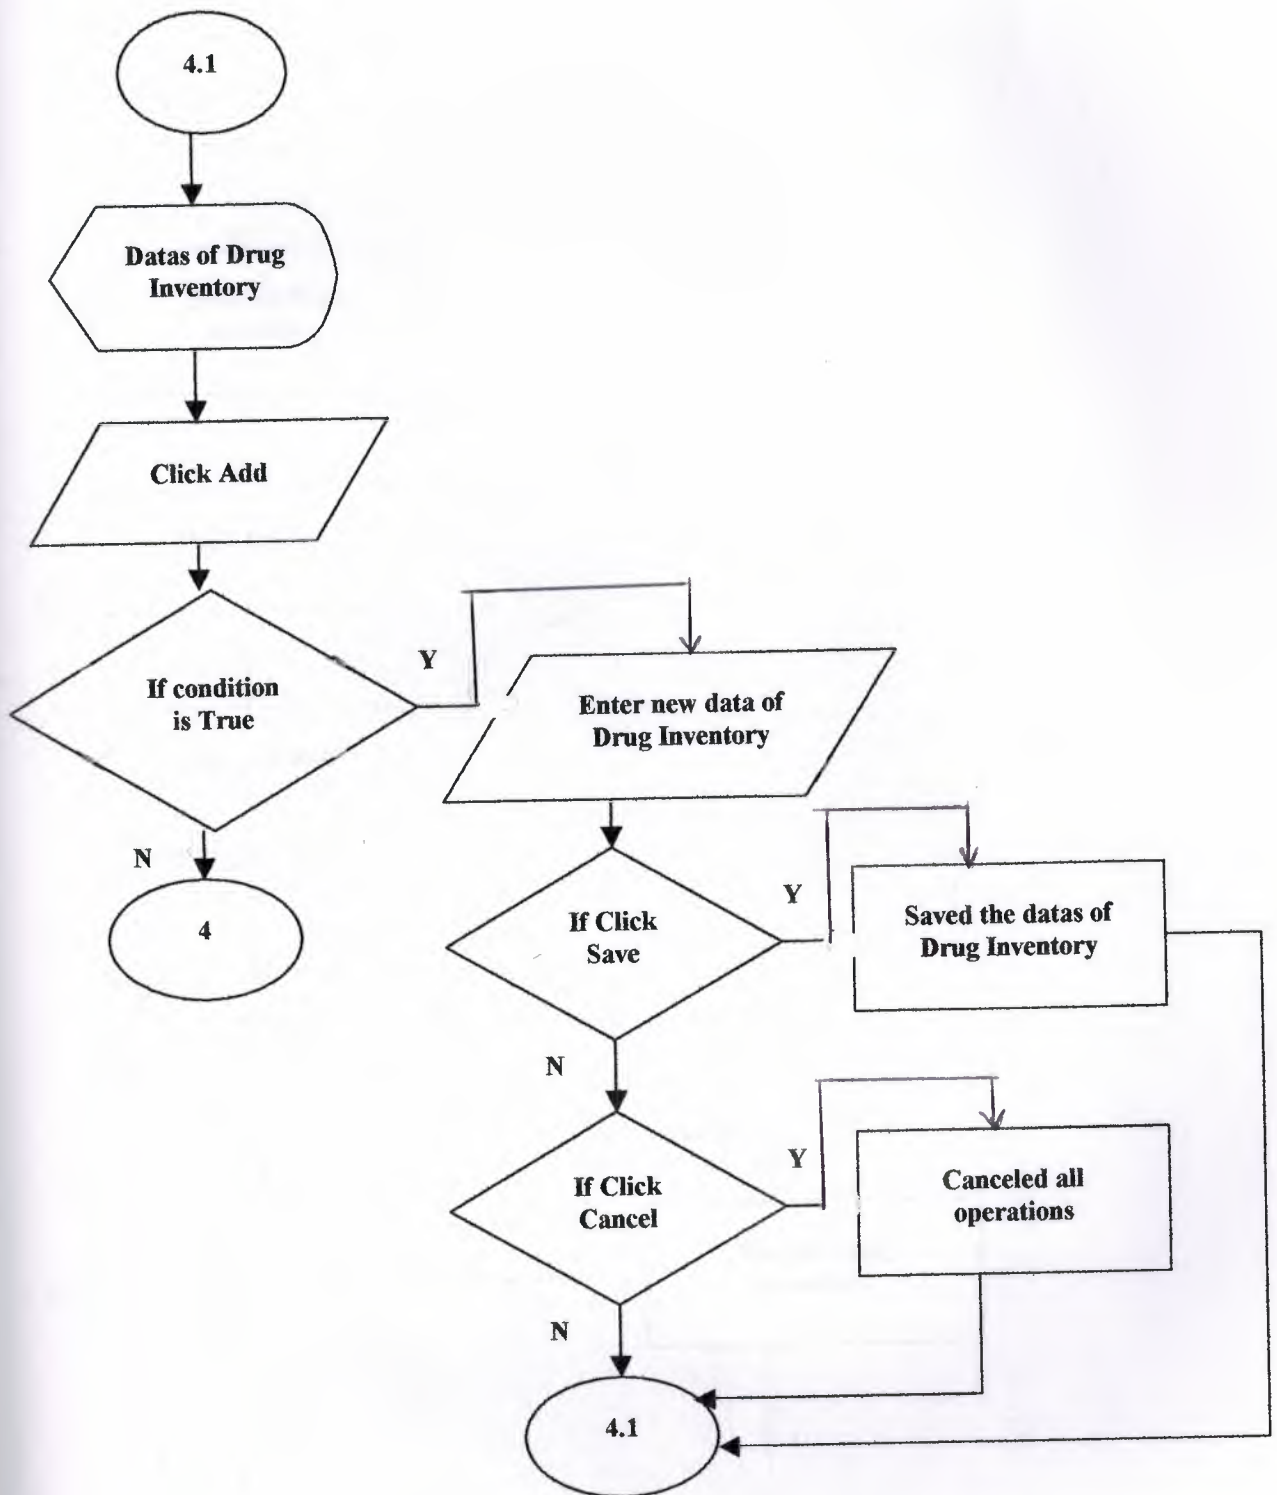 4.1
Datas of Drug
Inventory
Click Add
If condition
is True
Y
Enter new data of
Drug Inventory
N
4
If Click
Save
Y
Saved the datas of
Drug Inventory
N
If Click
Cancel
Y
Canceled all
operations
N
4.1